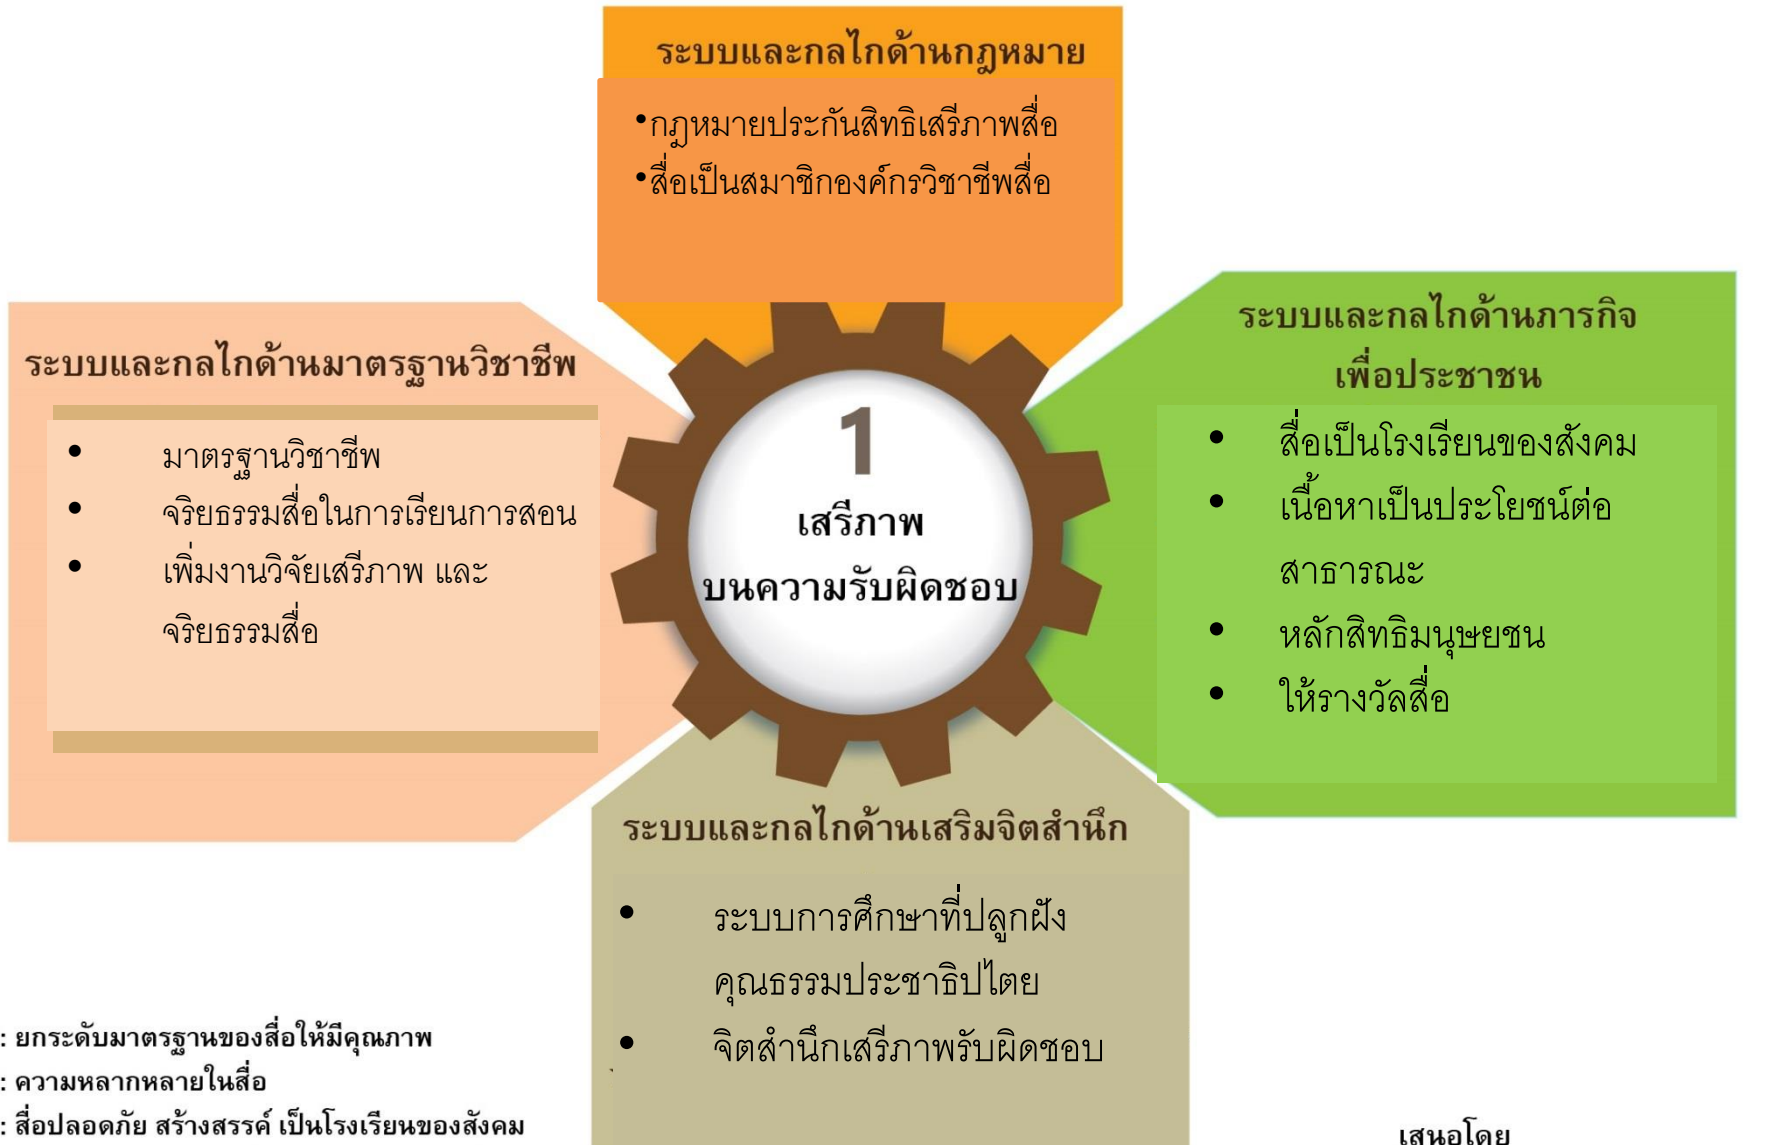 ระบบและกลไกด้านกฎหมาย
•กฎหมายประกันสิทธิเสรีภาพสื่อ
•สื่อเป็นสมาชิกองค์กรวิชาชีพสื่อ
ระบบและกลไกด้านมาตรฐานวิชาชีพ
• มาตรฐานวิชาชีพ
• จริยธรรมสื่อในการเรียนการสอน
• เพิ่มงานวิจัยเสรีภาพ และ
จริยธรรมสื่อ
1
เสรีภาพ
บนความรับผิดชอบ
ระบบและกลไกด้านภารกิจ
เพื่อประชาชน
• สื่อเป็นโรงเรียนของสังคม
• เนื้อหาเป็นประโยชน์ต่อ
สาธารณะ
• หลักสิทธิมนุษยชน
• ให้รางวัลสื่อ
ระบบและกลไกด้านเสริมจิตสำนึก
• ระบบการศึกษาที่ปลูกฝัง
คุณธรรมประชาธิปไตย
• จิตสำนึกเสรีภาพรับผิดชอบ
: ยกระดับมาตรฐานของสื่อให้มีคุณภาพ
: ความหลากหลายในสื่อ
: สื่อปลอดภัย สร้างสรรค์ เป็นโรงเรียนของสังคม
เสนอโดย